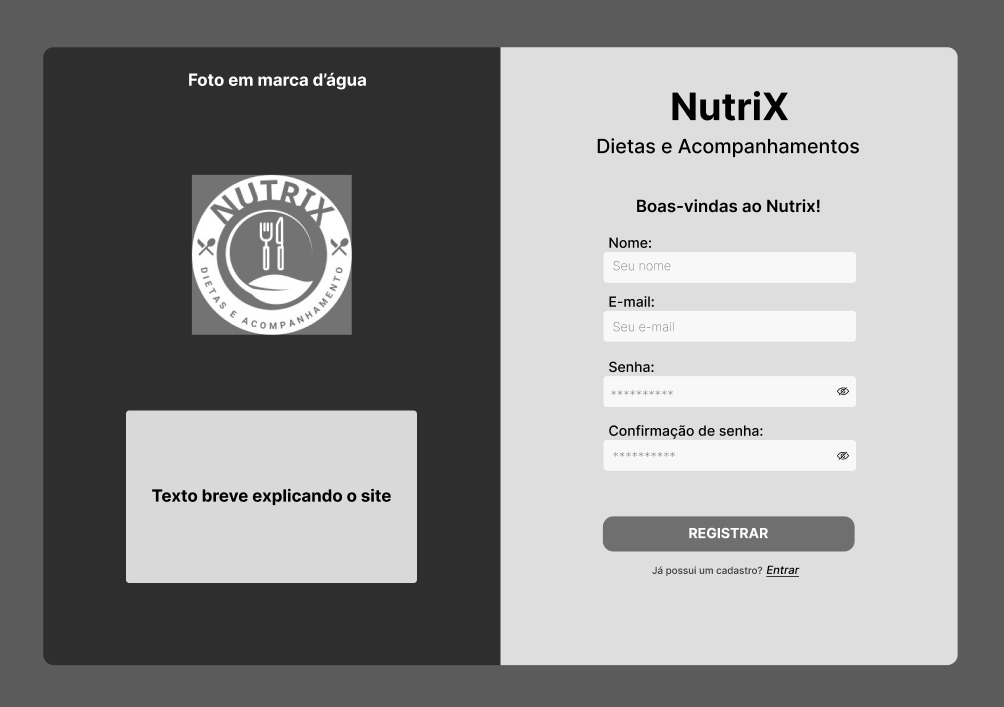 Foto em marca d’água
NUTRIX
DIETAS E ACOMPANHAMENTO
Texto breve explicando o site
NutriX
Dietas e Acompanhamentos
Boas-vindas ao Nutrix!
Nome:
Seu nome
E-mail:
Seu e-mail
Senha:
**********
Confirmação de senha:
**********
REGISTRAR
Já possui um cadastro? Entrar